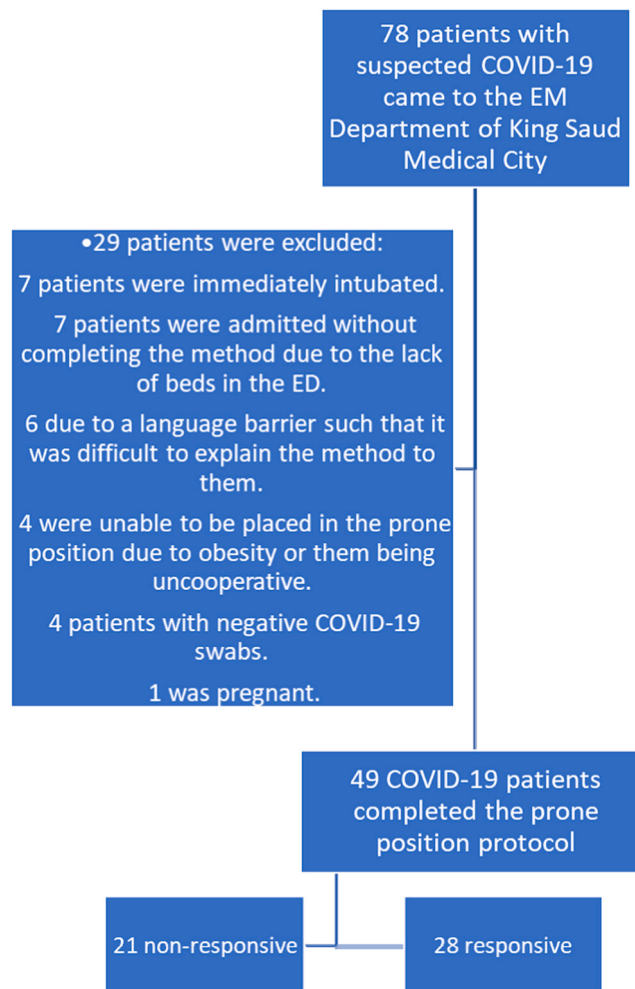 78 patients with
suspected COVID-19
came to the EM
Department of King Saud
Medical City
•29 patients were excluded:
7 patients were immediately intubated.
7 patients were admitted without
completing the method due to the lack
of beds in the ED.
6 due to a language barrier such that it
was difficult to explain the method to
them.
4 were unable to be placed in the prone
position due to obesity or them being
uncooperative.
4 patients with negative COVID-19
swabs.
1 was pregnant.
49 COVID-19 patients
completed the prone
position protocol
21 non-responsive
28 responsive